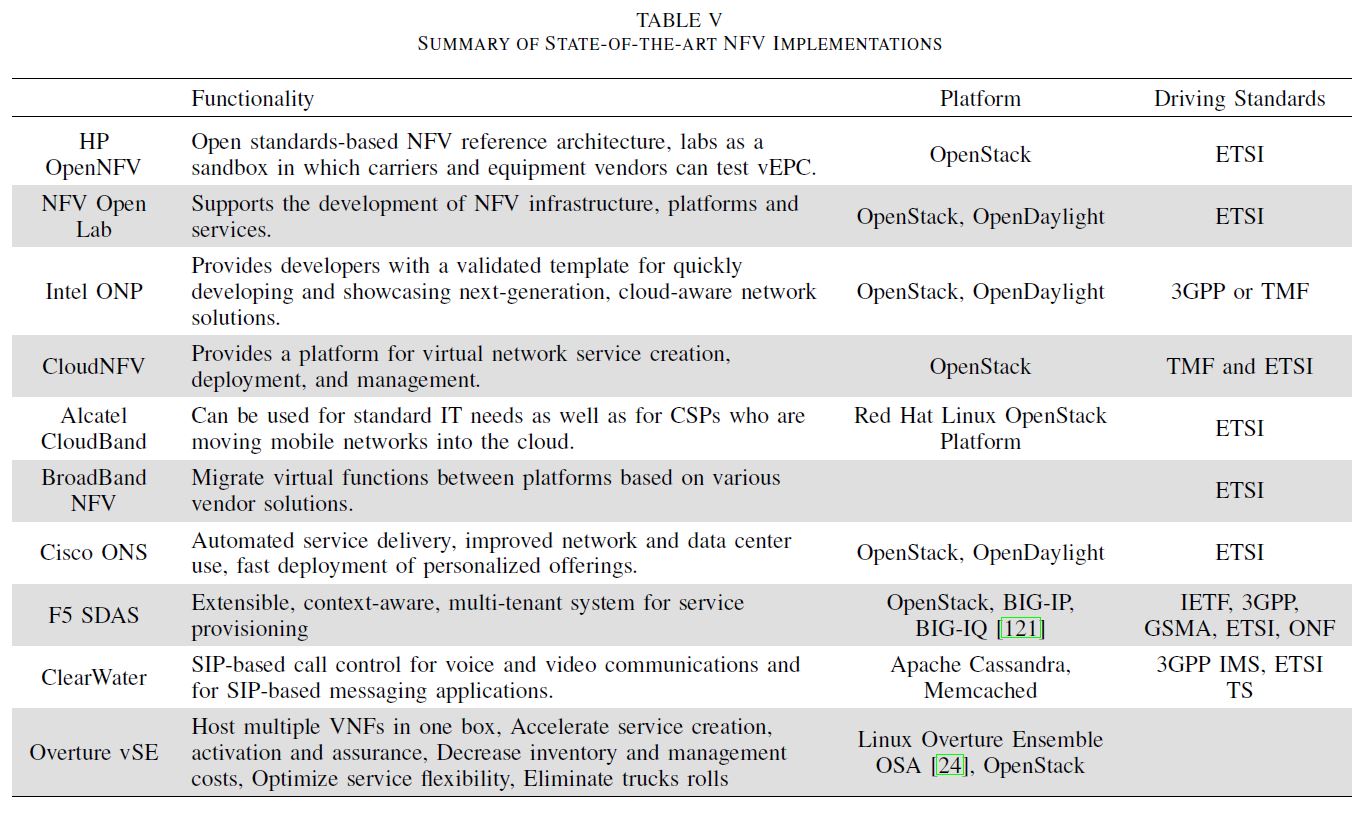 TABLE V
SUMMARY OF STATE-OF-THE-ART NFV IMPLEMENTATIONS
Functionality Platform Driving Standards
HP
OpenNFV
Open standards-based NFV reference architecture, labs as a
sandbox in which carriers and equipment vendors can test vEPC.
OpenStack
ETSI
NFV Open
Lab
Supports the development of NFV infrastructure, platforms and
services.
OpenStack, OpenDaylight
ETSI
Intel ONP
Provides developers with a validated template for quickly
developing and showcasing next-generation, cloud-aware network
solutions.
OpenStack, OpenDaylight
3GPP or TMF
CloudNFV
Provides a platform for virtual network service creation,
deployment, and management.
OpenStack
TMF and ETSI
Alcatel
CloudBand
Can be used for standard IT needs as well as for CSPs who are
moving mobile networks into the cloud.
Red Hat Linux OpenStack
Platform
ETSI
BroadBand
NFV
Migrate virtual functions between platforms based on various
vendor solutions.
ETSI
Cisco ONS
Automated service delivery, improved network and data center
use, fast deployment of personalized offerings.
OpenStack, OpenDaylight
ETSI
F5 SDAS
Extensible, context-aware, multi-tenant system for service
provisioning
OpenStack, BIG-IP,
BIG-IQ [121]
IETF, 3GPP,
GSMA, ETSI, ONF
ClearWater
SIP-based call control for voice and video communications and
for SIP-based messaging applications.
Apache Cassandra,
Memcached
3GPP IMS, ETSI
TS
Overture vSE
Host multiple VNFs in one box, Accelerate service creation,
activation and assurance, Decrease inventory and management
costs, Optimize service flexibility, Eliminate trucks rolls
Linux Overture Ensemble
OSA [24], OpenStack